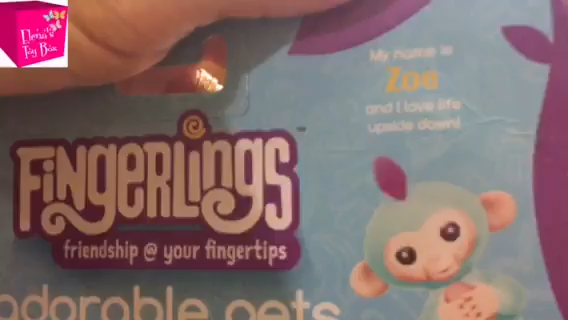 Elena's
Toy Box
My name is
Zoe
and I love life
upside down!
FiNGERLiNGS
friendship @ your fingertips
adorable pets